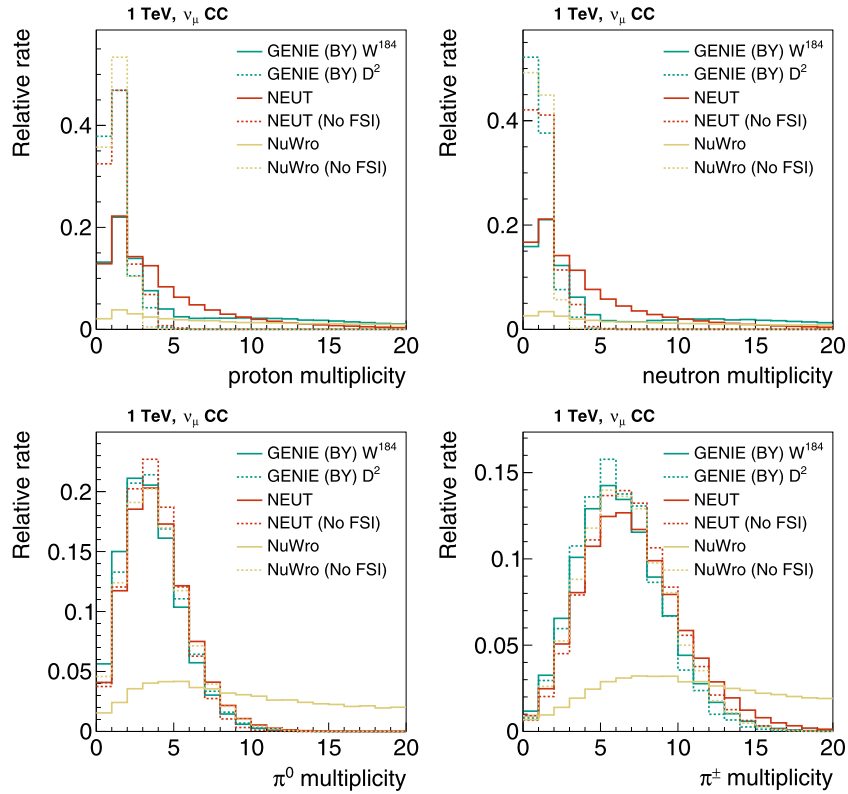 1 TeV, νμ CC
Relative rate
GENIE (BY) W¹⁸⁴
GENIE (BY) D²
NEUT
NEUT (No FSI)
NuWro
NuWro (No FSI)
0.4
0.2
0
0 5 10 15 20
proton multiplicity
1 TeV, νμ CC
Relative rate
GENIE (BY) W¹⁸⁴
GENIE (BY) D²
NEUT
NEUT (No FSI)
NuWro
NuWro (No FSI)
0.4
0.2
0
0 5 10 15 20
neutron multiplicity
1 TeV, νμ CC
Relative rate
GENIE (BY) W¹⁸⁴
GENIE (BY) D²
NEUT
NEUT (No FSI)
NuWro
NuWro (No FSI)
0.2
0.15
0.1
0.05
0
0 5 10 15 20
π⁰ multiplicity
1 TeV, νμ CC
Relative rate
GENIE (BY) W¹⁸⁴
GENIE (BY) D²
NEUT
NEUT (No FSI)
NuWro
NuWro (No FSI)
0.15
0.1
0.05
0
0 5 10 15 20
π± multiplicity